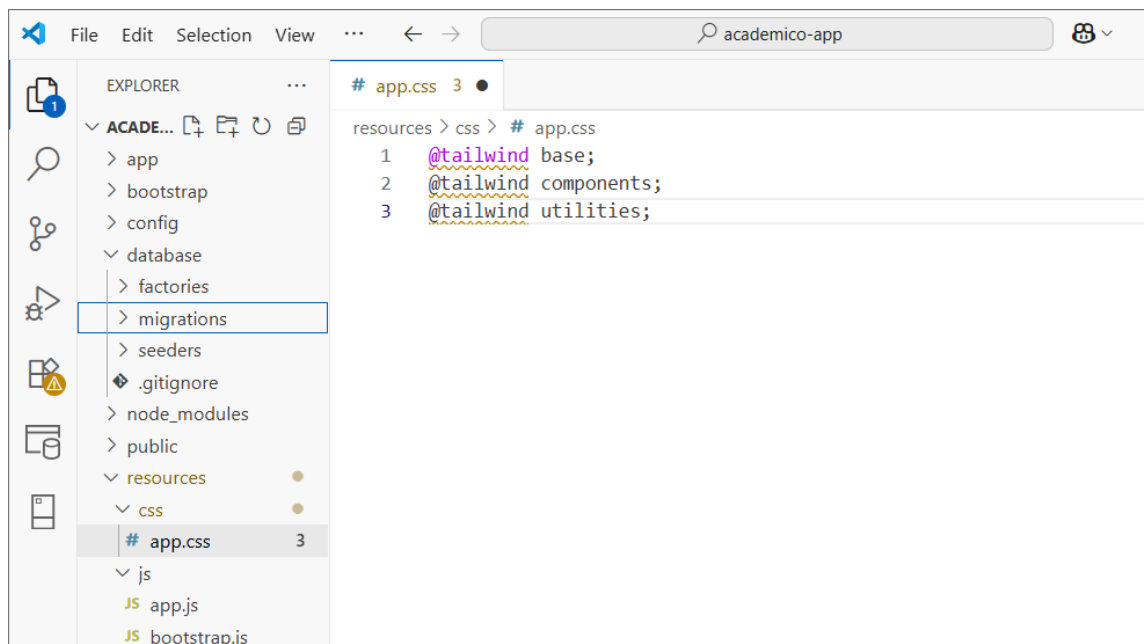 File Edit Selection View ... academico-app
EXPLORER ...
ACADE...
app
bootstrap
config
database
factories
migrations
seeders
.gitignore
node_modules
public
resources
css
# app.css 3
js
JS app.js
JS bootstrap.js
1
# app.css 3
resources > css > # app.css
1 @tailwind base;
2 @tailwind components;
3 @tailwind utilities;